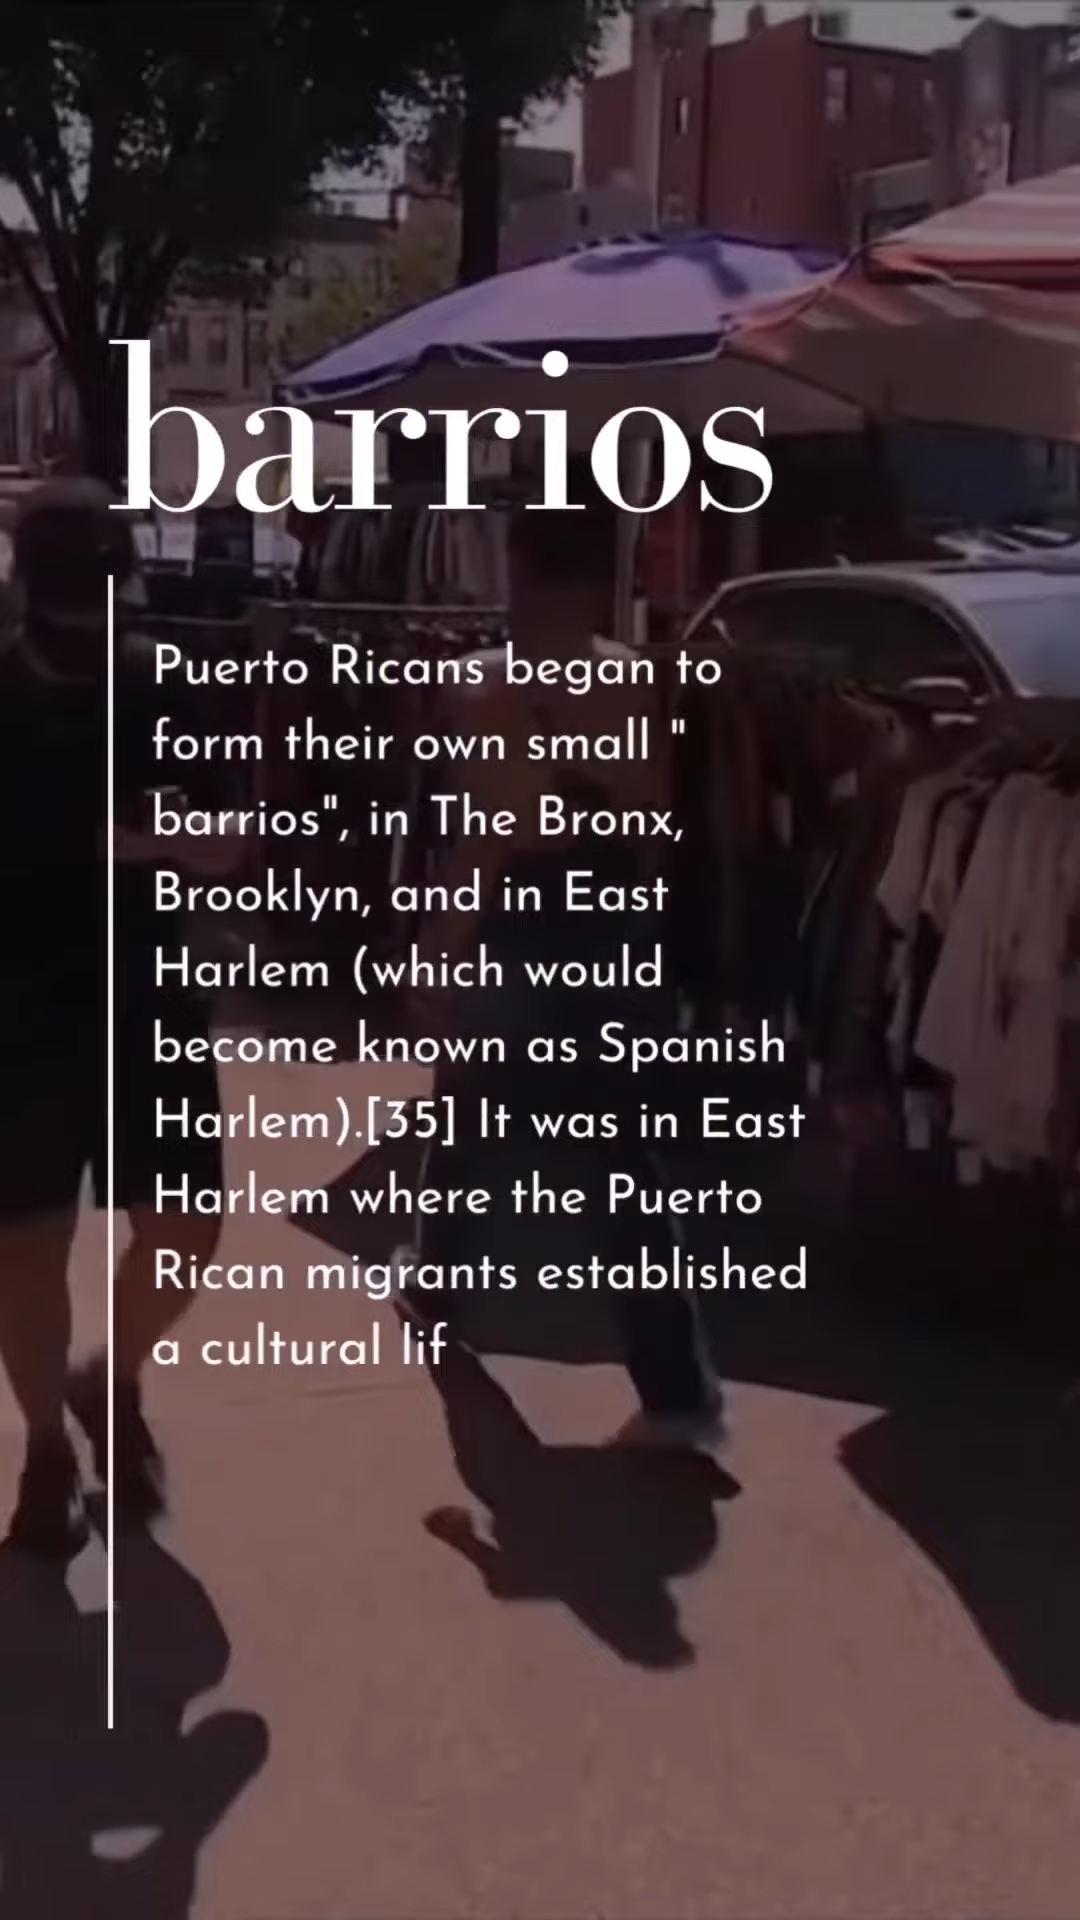 barrios
Puerto Ricans began to
form their own small "
barrios", in The Bronx,
Brooklyn, and in East
Harlem (which would
become known as Spanish
Harlem).[35] It was in East
Harlem where the Puerto
Rican migrants established
a cultural lif